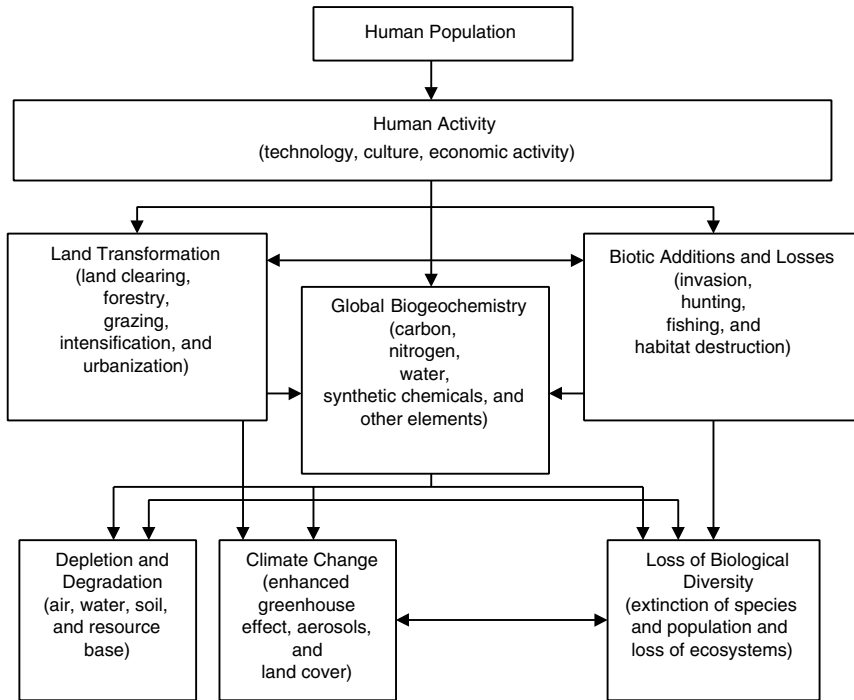 Human Population
Human Activity
(technology, culture, economic activity)
Land Transformation
(land clearing,
forestry,
grazing,
intensification, and
urbanization)
Biotic Additions and Losses
(invasion,
hunting,
fishing, and
habitat destruction)
Global Biogeochemistry
(carbon,
nitrogen,
water,
synthetic chemicals, and
other elements)
Depletion and
Degradation
(air, water, soil,
and resource
base)
Climate Change
(enhanced
greenhouse
effect, aerosols,
and
land cover)
Loss of Biological
Diversity
(extinction of species
and population and
loss of ecosystems)